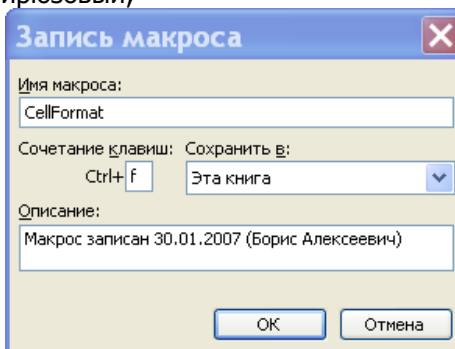 Запись макроса
Имя макроса:
CellFormat
Сочетание клавиш: Сохранить в:
Ctrl+ f Эта книга
Описание:
Макрос записан 30.01.2007 (Борис Алексеевич)
ОК Отмена